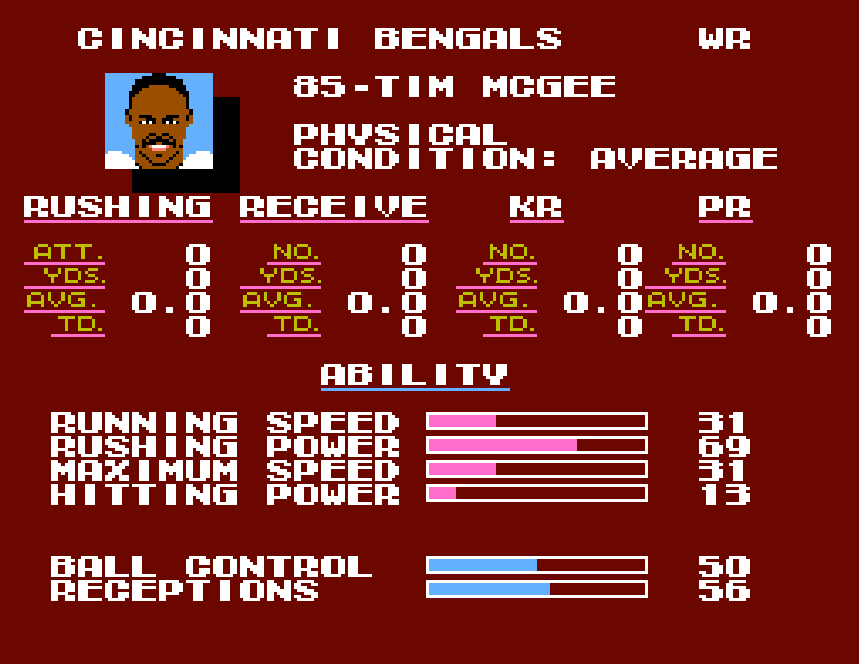 CINCINNATI BENGALS WR
85-TIM MCGEE
PHYSICAL
CONDITION: AVERAGE
RUSHING RECEIVE KR PR
ATT. 0 NO. 0 NO. 0 NO. 0
YDS. 0 YDS. 0 YDS. 0 YDS. 0
AVG. 0.0 AVG. 0.0 AVG. 0.0 AVG. 0.0
TD. 0 TD. 0 TD. 0 TD. 0
ABILITY
RUNNING SPEED 31
RUSHING POWER 69
MAXIMUM SPEED 31
HITTING POWER 13
BALL CONTROL 50
RECEPTIONS 56